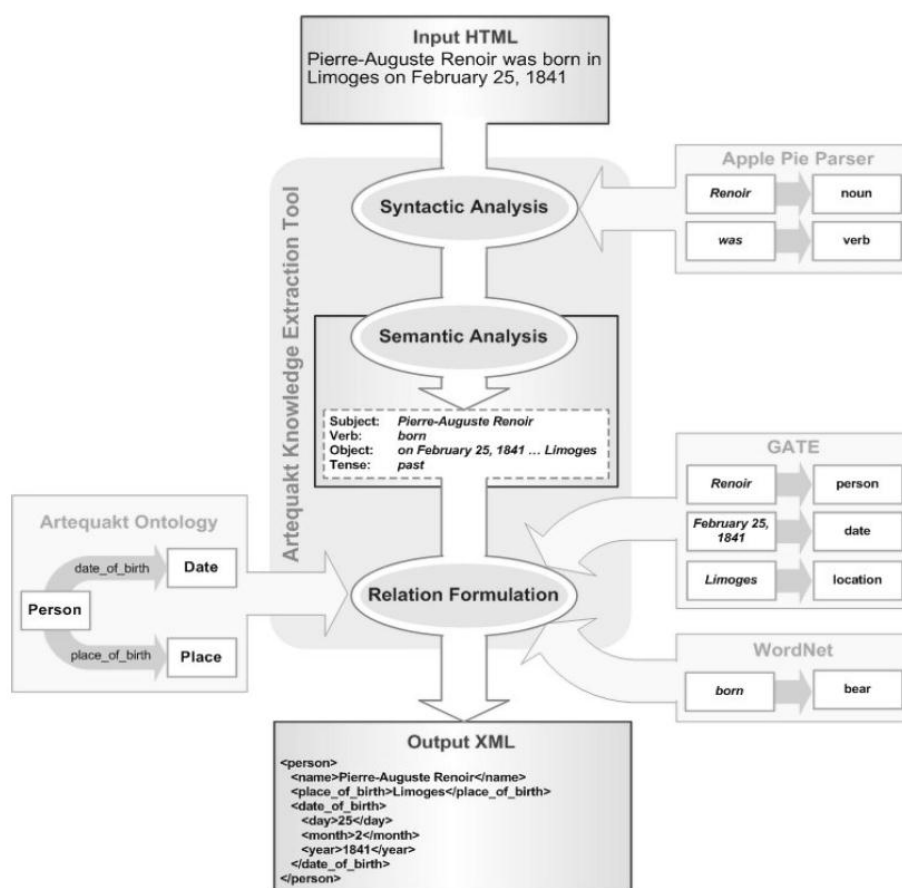 Input HTML
Pierre-Auguste Renoir was born in
Limoges on February 25, 1841
Artequakt Knowledge Extraction Tool
Syntactic Analysis
Apple Pie Parser
Renoir
noun
was
verb
Semantic Analysis
Subject: Pierre-Auguste Renoir
Verb: born
Object: on February 25, 1841 ... Limoges
Tense: past
GATE
Renoir
person
February 25,
1841
date
Limoges
location
Artequakt Ontology
date_of_birth
Date
Person
place_of_birth
Place
Relation Formulation
WordNet
born
bear
Output XML
<person>
<name>Pierre-Auguste Renoir</name>
<place_of_birth>Limoges</place_of_birth>
<date_of_birth>
<day>25</day>
<month>2</month>
<year>1841</year>
</date_of_birth>
</person>